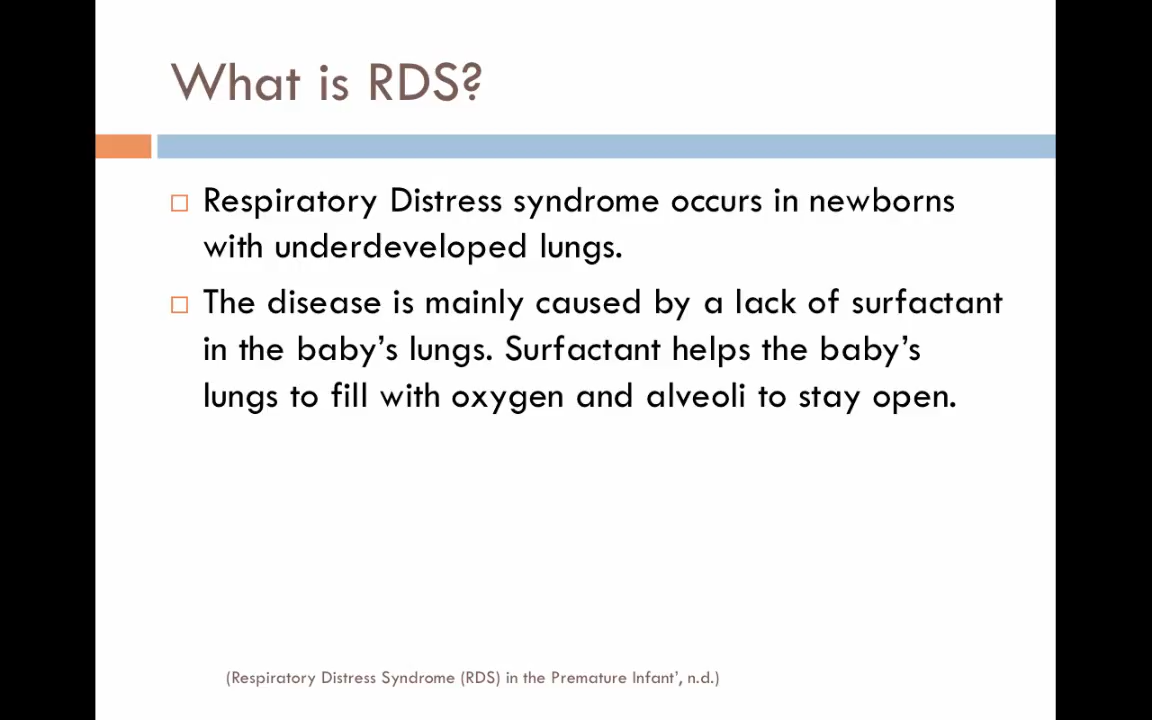 What is RDS?
Respiratory Distress syndrome occurs in newborns
with underdeveloped lungs.
The disease is mainly caused by a lack of surfactant
in the baby’s lungs. Surfactant helps the baby’s
lungs to fill with oxygen and alveoli to stay open.
(Respiratory Distress Syndrome (RDS) in the Premature Infant’, n.d.)